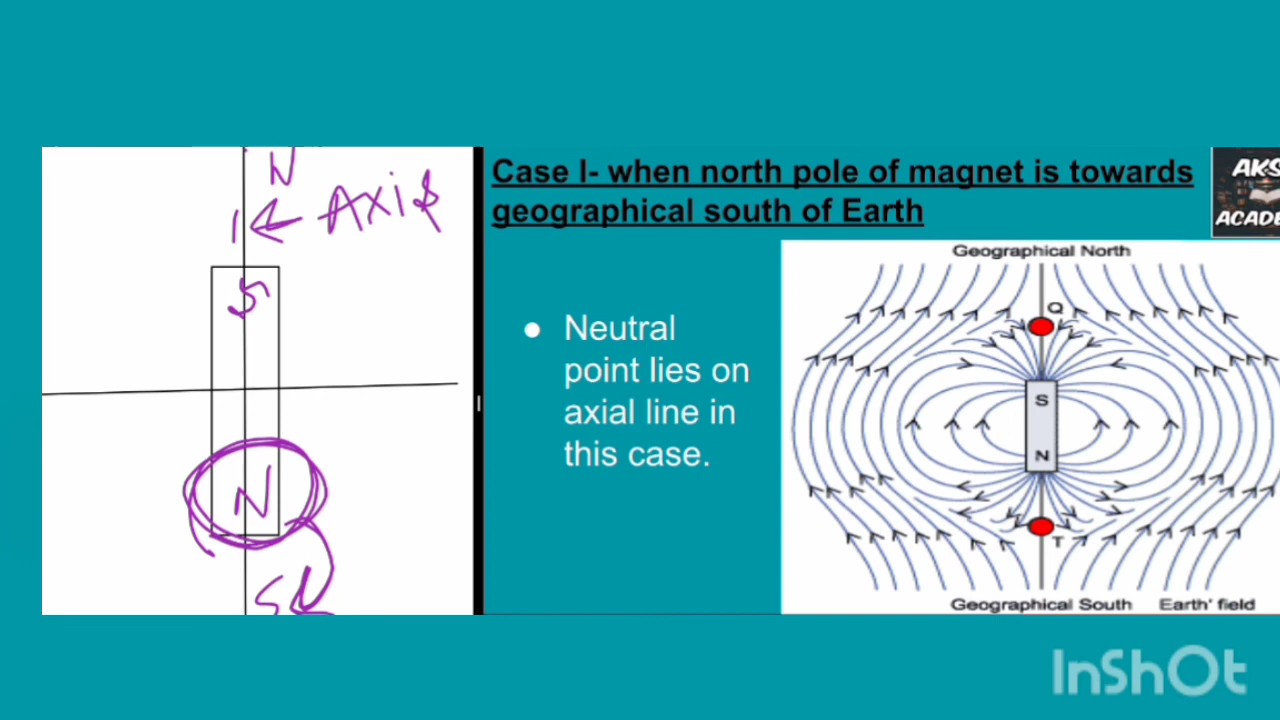 N
Axis
S
N
S
Case I- when north pole of magnet is towards
geographical south of Earth
AKS
ACADE
● Neutral
point lies on
axial line in
this case.
Geographical North
Q
S
N
T
Geographical South Earth' field
InShOt